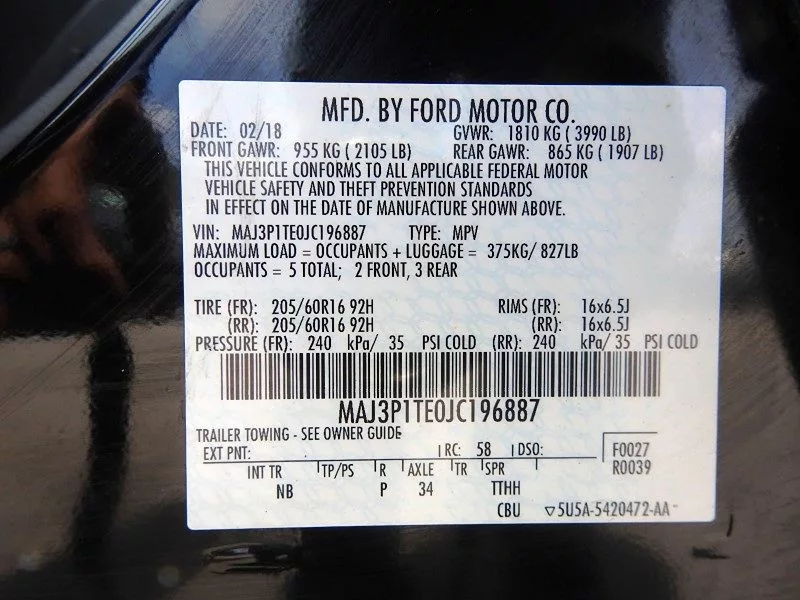 MFD. BY FORD MOTOR CO.
DATE: 02/18 GVWR: 1810 KG ( 3990 LB)
FRONT GAWR: 955 KG ( 2105 LB) REAR GAWR: 865 KG ( 1907 LB)
THIS VEHICLE CONFORMS TO ALL APPLICABLE FEDERAL MOTOR
VEHICLE SAFETY AND THEFT PREVENTION STANDARDS
IN EFFECT ON THE DATE OF MANUFACTURE SHOWN ABOVE.
VIN: MAJ3P1TE0JC196887 TYPE: MPV
MAXIMUM LOAD = OCCUPANTS + LUGGAGE = 375KG/ 827LB
OCCUPANTS = 5 TOTAL; 2 FRONT, 3 REAR
TIRE (FR): 205/60R16 92H RIMS (FR): 16x6.5J
(RR): 205/60R16 92H (RR): 16x6.5J
PRESSURE (FR): 240 kPa/ 35 PSI COLD (RR): 240 kPa/ 35 PSI COLD
MAJ3P1TE0JC196887
TRAILER TOWING - SEE OWNER GUIDE
EXT PNT: RC: 58 DSO: F0027
INT TR TP/PS R AXLE TR SPR R0039
NB P 34 TTHH
CBU ▽5U5A-5420472-AA